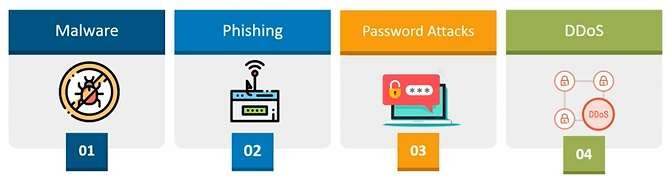 Malware
Phishing
Password Attacks
DDoS
***
DDoS
01
02
03
04